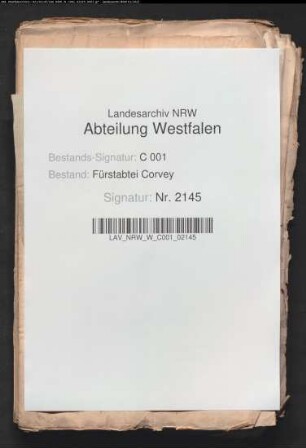 Landesarchiv NRW
Abteilung Westfalen
Bestands-Signatur: C 001
Bestand: Fürstabtei Corvey
Signatur: Nr. 2145
LAV_NRW_W_C001_02145